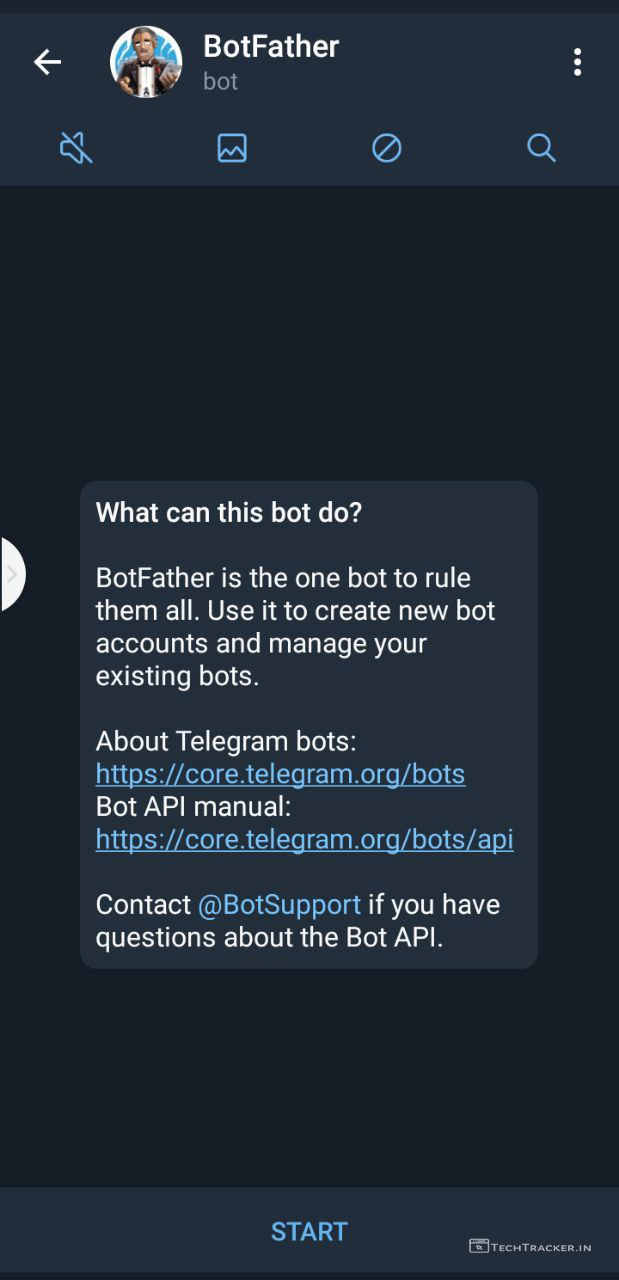 BotFather
bot
What can this bot do?
BotFather is the one bot to rule
them all. Use it to create new bot
accounts and manage your
existing bots.
About Telegram bots:
https://core.telegram.org/bots
Bot API manual:
https://core.telegram.org/bots/api
Contact @BotSupport if you have
questions about the Bot API.
START
TECHTRACKER.IN